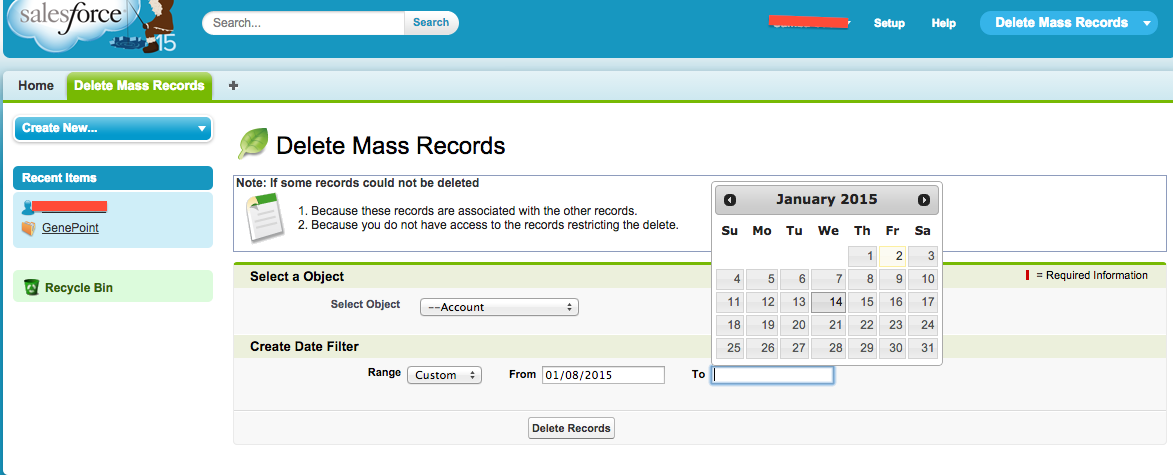 salesforce
15
Search...
Search
Setup
Help
Delete Mass Records
Home
Delete Mass Records
+
Create New...
Recent Items
GenePoint
Recycle Bin
Delete Mass Records
Note: If some records could not be deleted
1. Because these records are associated with the other records.
2. Because you do not have access to the records restricting the delete.
January 2015
Su Mo Tu We Th Fr Sa
1 2 3
4 5 6 7 8 9 10
11 12 13 14 15 16 17
18 19 20 21 22 23 24
25 26 27 28 29 30 31
Select a Object
= Required Information
Select Object
--Account
Create Date Filter
Range Custom From 01/08/2015 To
Delete Records